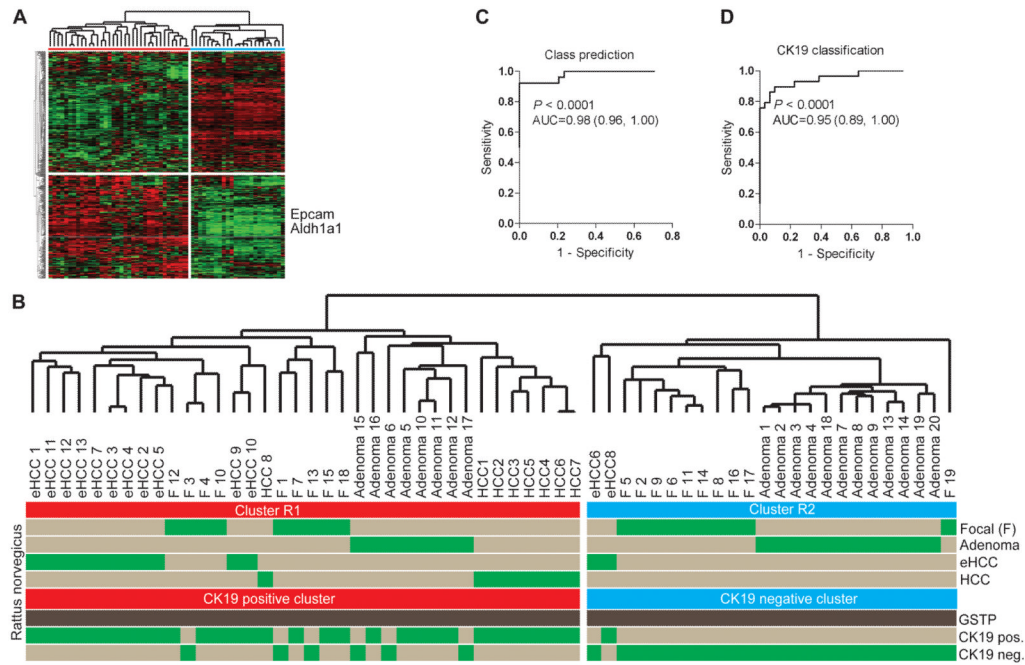 A
Epcam
Aldh1a1
C
Class prediction
Sensitivity
1.0
0.8
0.6
0.4
0.2
0.0
P < 0.0001
AUC=0.98 (0.96, 1.00)
0.0 0.2 0.4 0.6 0.8
1 - Specificity
D
CK19 classification
Sensitivity
1.0
0.8
0.6
0.4
0.2
0.0
P < 0.0001
AUC=0.95 (0.89, 1.00)
0.0 0.2 0.4 0.6 0.8 1.0
1 - Specificity
B
eHCC 1
eHCC 11
eHCC 12
eHCC 13
eHCC 7
eHCC 3
eHCC 4
eHCC 2
eHCC 5
F 12
F 3
F 4
F 10
eHCC 9
eHCC 10
HCC 8
F 1
F 7
F 13
F 15
F 18
Adenoma 15
Adenoma 16
Adenoma 6
Adenoma 5
Adenoma 10
Adenoma 11
Adenoma 12
Adenoma 17
HCC1
HCC2
HCC3
HCC5
HCC4
HCC6
HCC7
eHCC6
eHCC8
F 5
F 2
F 9
F 6
F 11
F 14
F 8
F 16
F 17
Adenoma 1
Adenoma 2
Adenoma 3
Adenoma 4
Adenoma 18
Adenoma 7
Adenoma 8
Adenoma 9
Adenoma 13
Adenoma 14
Adenoma 19
Adenoma 20
F 19
Rattus norvegicus
Cluster R1
Cluster R2
Focal (F)
Adenoma
eHCC
HCC
CK19 positive cluster
CK19 negative cluster
GSTP
CK19 pos.
CK19 neg.